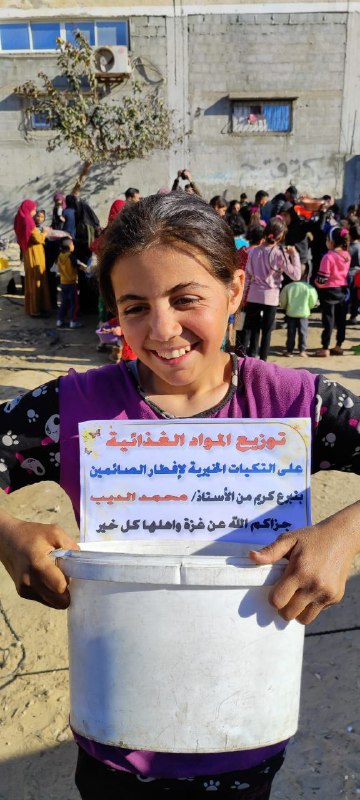 توزيع المواد الغذائية
على التكيات الخيرية لإفطار الصائمين
بتبرع كريم من الأستاذ/ محمد الديب
جزاكم الله عن غزة واهلها كل خير